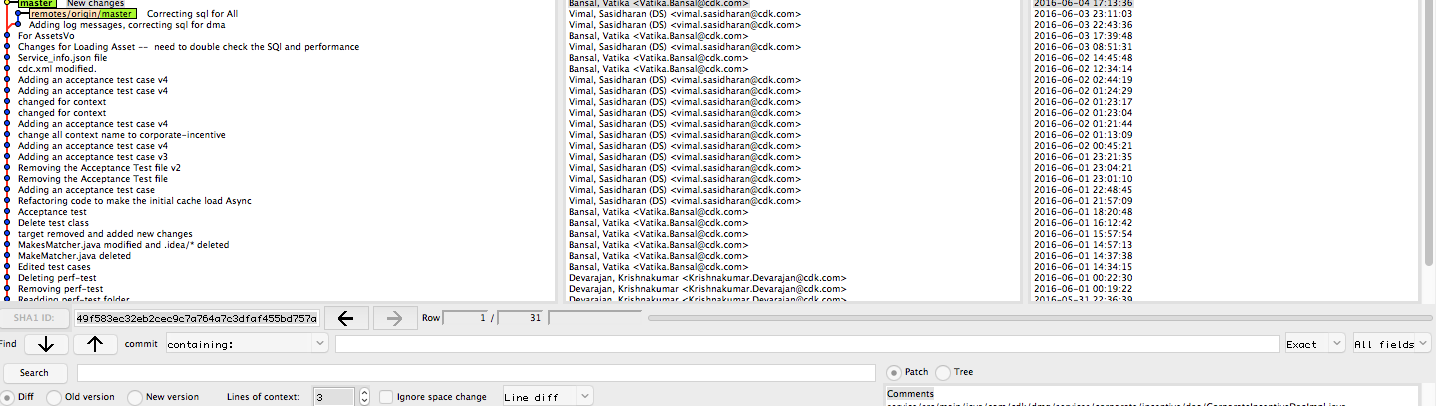 master New changes Bansal, Vatika <Vatika.Bansal@cdk.com> 2016-06-04 17:13:36
remotes/origin/master Correcting sql for All Vimal, Sasidharan (DS) <vimal.sasidharan@cdk.com> 2016-06-03 23:11:03
Adding log messages, correcting sql for dma Vimal, Sasidharan (DS) <vimal.sasidharan@cdk.com> 2016-06-03 22:43:36
For AssetsVo Bansal, Vatika <Vatika.Bansal@cdk.com> 2016-06-03 17:39:48
Changes for Loading Asset -- need to double check the SQl and performance Vimal, Sasidharan (DS) <vimal.sasidharan@cdk.com> 2016-06-03 08:51:31
Service_info.json file Bansal, Vatika <Vatika.Bansal@cdk.com> 2016-06-02 14:45:48
cdc.xml modified. Bansal, Vatika <Vatika.Bansal@cdk.com> 2016-06-02 12:34:14
Adding an acceptance test case v4 Vimal, Sasidharan (DS) <vimal.sasidharan@cdk.com> 2016-06-02 02:44:19
Adding an acceptance test case v4 Vimal, Sasidharan (DS) <vimal.sasidharan@cdk.com> 2016-06-02 01:24:29
changed for context Vimal, Sasidharan (DS) <vimal.sasidharan@cdk.com> 2016-06-02 01:23:17
changed for context Vimal, Sasidharan (DS) <vimal.sasidharan@cdk.com> 2016-06-02 01:23:04
Adding an acceptance test case v4 Vimal, Sasidharan (DS) <vimal.sasidharan@cdk.com> 2016-06-02 01:21:44
change all context name to corporate-incentive Vimal, Sasidharan (DS) <vimal.sasidharan@cdk.com> 2016-06-02 01:13:09
Adding an acceptance test case v4 Vimal, Sasidharan (DS) <vimal.sasidharan@cdk.com> 2016-06-02 00:45:21
Adding an acceptance test case v3 Vimal, Sasidharan (DS) <vimal.sasidharan@cdk.com> 2016-06-01 23:21:35
Removing the Acceptance Test file v2 Vimal, Sasidharan (DS) <vimal.sasidharan@cdk.com> 2016-06-01 23:04:21
Removing the Acceptance Test file Vimal, Sasidharan (DS) <vimal.sasidharan@cdk.com> 2016-06-01 23:01:10
Adding an acceptance test case Vimal, Sasidharan (DS) <vimal.sasidharan@cdk.com> 2016-06-01 22:48:45
Refactoring code to make the initial cache load Async Vimal, Sasidharan (DS) <vimal.sasidharan@cdk.com> 2016-06-01 21:57:09
Acceptance test Bansal, Vatika <Vatika.Bansal@cdk.com> 2016-06-01 18:20:48
Delete test class Bansal, Vatika <Vatika.Bansal@cdk.com> 2016-06-01 16:12:42
target removed and added new changes Bansal, Vatika <Vatika.Bansal@cdk.com> 2016-06-01 15:57:54
MakesMatcher.java modified and .idea/* deleted Bansal, Vatika <Vatika.Bansal@cdk.com> 2016-06-01 14:57:13
MakeMatcher.java deleted Bansal, Vatika <Vatika.Bansal@cdk.com> 2016-06-01 14:37:38
Edited test cases Bansal, Vatika <Vatika.Bansal@cdk.com> 2016-06-01 14:34:15
Deleting perf-test Devarajan, Krishnakumar <Krishnakumar.Devarajan@cdk.com> 2016-06-01 00:22:30
Removing perf-test Devarajan, Krishnakumar <Krishnakumar.Devarajan@cdk.com> 2016-06-01 00:19:22
Readding perf-test folder Devarajan, Krishnakumar <Krishnakumar.Devarajan@cdk.com> 2016-05-31 22:36:39
SHA1 ID: 49f583ec32eb2cec9c7a764a7c3dfaf455bd757a Row 1 / 31
Find commit containing: Exact All fields
Search Patch Tree
Diff Old version New version Lines of context: 3 Ignore space change Line diff Comments
service/src/main/java/com/cdk/dmg/services/corporate/incentive/dao/CorporateIncentiveDaoImpl.java